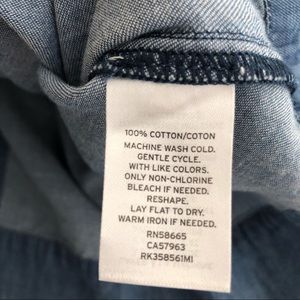 100% COTTON/COTON
MACHINE WASH COLD.
GENTLE CYCLE.
WITH LIKE COLORS.
ONLY NON-CHLORINE
BLEACH IF NEEDED.
RESHAPE.
LAY FLAT TO DRY.
WARM IRON IF NEEDED.
RN58665
CA57963
RK358561MI